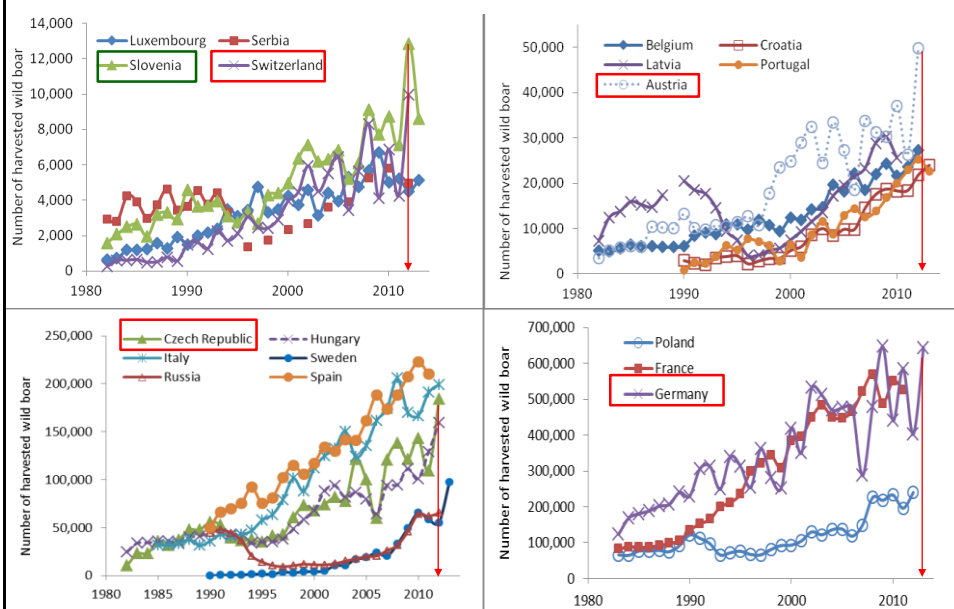 Number of harvested wild boar
14,000
12,000
10,000
8,000
6,000
4,000
2,000
0
Luxembourg Serbia
Slovenia Switzerland
1980 1990 2000 2010
Number of harvested wild boar
50,000
40,000
30,000
20,000
10,000
0
Belgium Croatia
Latvia Portugal
Austria
1980 1990 2000 2010
Number of harvested wild boar
250,000
200,000
150,000
100,000
50,000
0
Czech Republic Hungary
Italy Sweden
Russia Spain
1980 1985 1990 1995 2000 2005 2010
Number of harvested wild boar
700,000
600,000
500,000
400,000
300,000
200,000
100,000
0
Poland
France
Germany
1980 1990 2000 2010